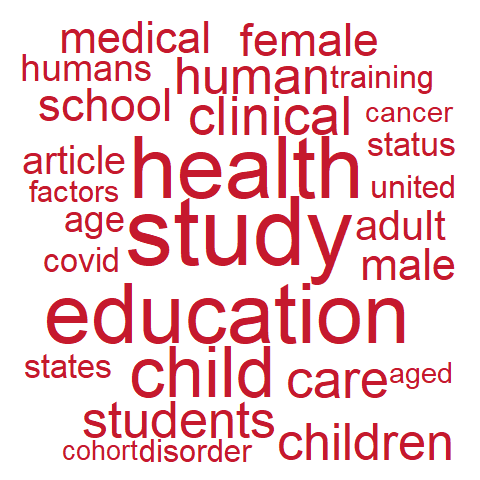 medical female
humans human training
school clinical cancer
article health status
factors united
age study adult
covid male
education
states child care aged
students children
cohort disorder